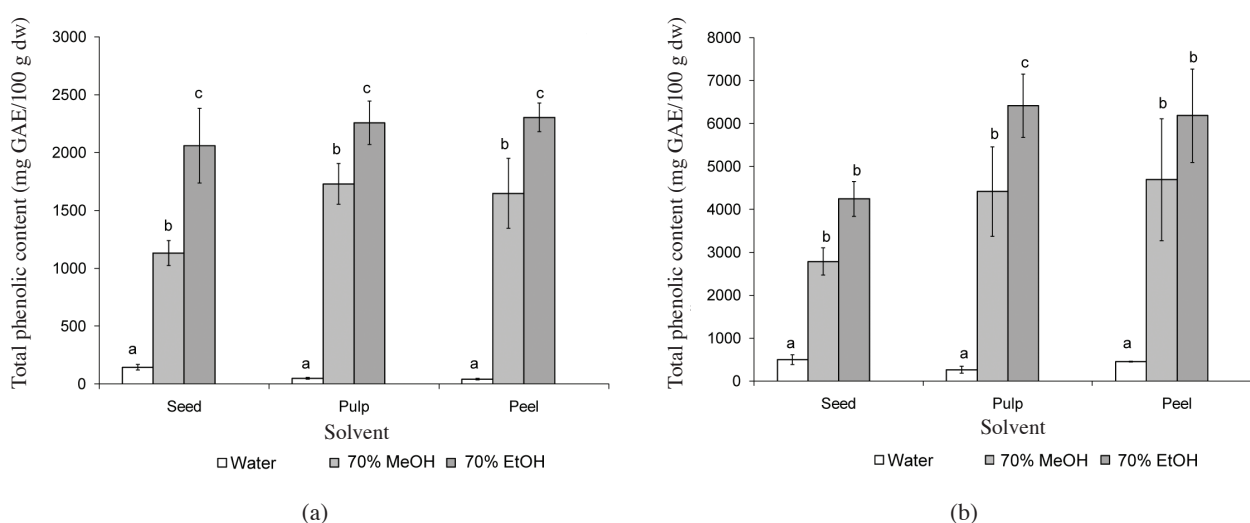 Total phenolic content (mg GAE/100 g dw)
3000
2500
2000
1500
1000
500
0
a
b
c
a
b
c
a
b
c
Seed
Pulp
Peel
Solvent
Water
70% MeOH
70% EtOH
(a)
Total phenolic content (mg GAE/100 g dw)
8000
7000
6000
5000
4000
3000
2000
1000
0
a
b
b
a
b
c
a
b
b
Seed
Pulp
Peel
Solvent
Water
70% MeOH
70% EtOH
(b)